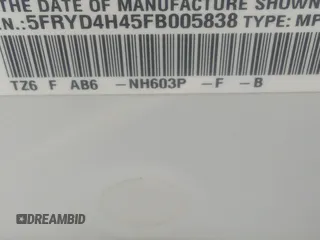 THE DATE OF MANUFACTURE SHOWN
N.:5FRYD4H45FB005838 TYPE: MP
TZ6 F AB6 -NH603P -F -B
DREAMBID